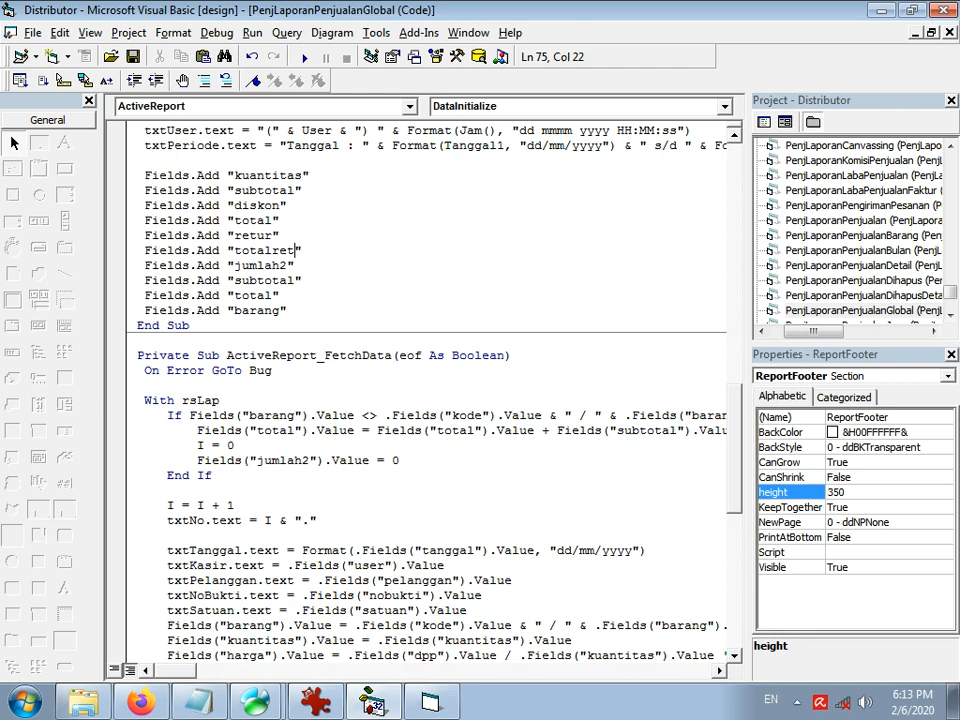 Distributor - Microsoft Visual Basic [design] - [PenjLaporanPenjualanGlobal (Code)]
File Edit View Project Format Debug Run Query Diagram Tools Add-Ins Window Help
Ln 75, Col 22
General
ActiveReport
DataInitialize
txtUser.text = "(" & User & ") " & Format(Jam(), "dd mmmm yyyy HH:MM:ss")
txtPeriode.text = "Tanggal : " & Format(Tanggal1, "dd/mm/yyyy") & " s/d " & Fo
Fields.Add "kuantitas"
Fields.Add "subtotal"
Fields.Add "diskon"
Fields.Add "total"
Fields.Add "retur"
Fields.Add "totalret"
Fields.Add "jumlah2"
Fields.Add "subtotal"
Fields.Add "total"
Fields.Add "barang"
End Sub
Private Sub ActiveReport_FetchData(eof As Boolean)
On Error GoTo Bug
With rsLap
If Fields("barang").Value <> .Fields("kode").Value & " / " & .Fields("baran
Fields("total").Value = Fields("total").Value + Fields("subtotal").Valu
I = 0
Fields("jumlah2").Value = 0
End If
I = I + 1
txtNo.text = I & "."
txtTanggal.text = Format(.Fields("tanggal").Value, "dd/mm/yyyy")
txtKasir.text = .Fields("user").Value
txtPelanggan.text = .Fields("pelanggan").Value
txtNoBukti.text = .Fields("nobukti").Value
txtSatuan.text = .Fields("satuan").Value
Fields("barang").Value = .Fields("kode").Value & " / " & .Fields("barang").
Fields("kuantitas").Value = .Fields("kuantitas").Value
Fields("harga").Value = .Fields("dpp").Value / .Fields("kuantitas").Value '
Project - Distributor
PenjLaporanCanvassing (PenjLapo
PenjLaporanKomisiPenjualan (Penj
PenjLaporanLabaPenjualan (PenjL
PenjLaporanLabaPenjualanFaktur (
PenjLaporanPengirimanPesanan (P
PenjLaporanPenjualan (PenjLapora
PenjLaporanPenjualanBarang (Penj
PenjLaporanPenjualanBulan (PenjL
PenjLaporanPenjualanDetail (PenjL
PenjLaporanPenjualanDihapus (Pen
PenjLaporanPenjualanDihapusDeta
PenjLaporanPenjualanGlobal (PenjL
Properties - ReportFooter
ReportFooter Section
Alphabetic Categorized
(Name) ReportFooter
BackColor &H00FFFFFF&
BackStyle 0 - ddBKTransparent
CanGrow True
CanShrink False
height 350
KeepTogether True
NewPage 0 - ddNPNone
PrintAtBottom False
Script
Visible True
height
EN
6:13 PM
2/6/2020